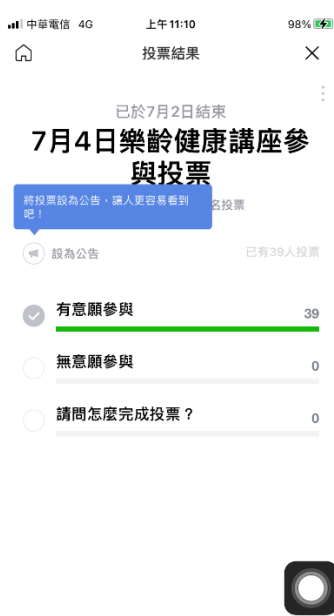 中華電信 4G 上午11:10 98%
投票結果
已於7月2日結束
7月4日樂齡健康講座參
與投票
將投票設為公告，讓人更容易看到
吧！
名投票
設為公告 已有39人投票
有意願參與 39
無意願參與 0
請問怎麼完成投票？ 0